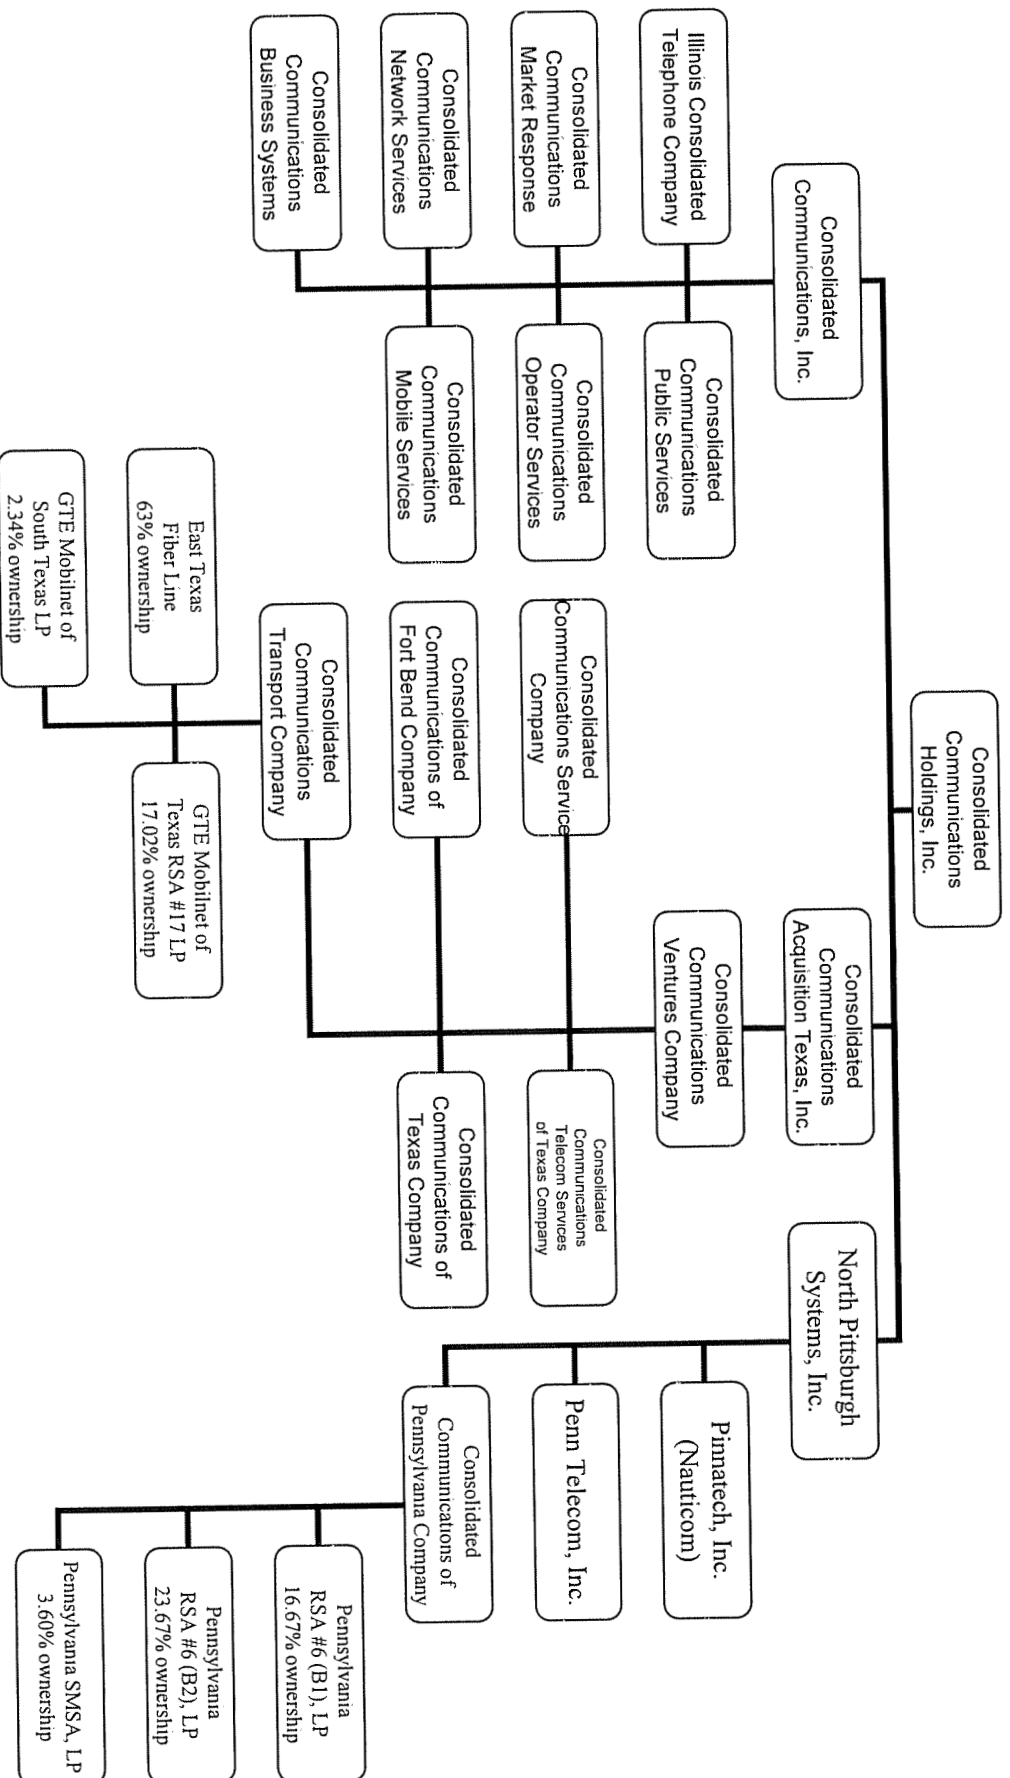 Consolidated
Communications
Holdings, Inc.
Consolidated
Communications, Inc.
Consolidated
Communications
Acquisition Texas, Inc.
North Pittsburgh
Systems, Inc.
Illinois Consolidated
Telephone Company
Consolidated
Communications
Public Services
Consolidated
Communications
Market Response
Consolidated
Communications
Operator Services
Consolidated
Communications
Network Services
Consolidated
Communications
Mobile Services
Consolidated
Communications
Business Systems
Consolidated
Communications
Ventures Company
Consolidated
Communications Service
Company
Consolidated
Communications
Telecom Services
of Texas Company
Consolidated
Communications of
Fort Bend Company
Consolidated
Communications of
Texas Company
Consolidated
Communications
Transport Company
East Texas
Fiber Line
63% ownership
GTE Mobilnet of
Texas RSA #17 LP
17.02% ownership
GTE Mobilnet of
South Texas LP
2.34% ownership
Pinnatech, Inc.
(Nauticom)
Penn Telecom, Inc.
Consolidated
Communications of
Pennsylvania Company
Pennsylvania
RSA #6 (B1), LP
16.67% ownership
Pennsylvania
RSA #6 (B2), LP
23.67% ownership
Pennsylvania SMSA, LP
3.60% ownership